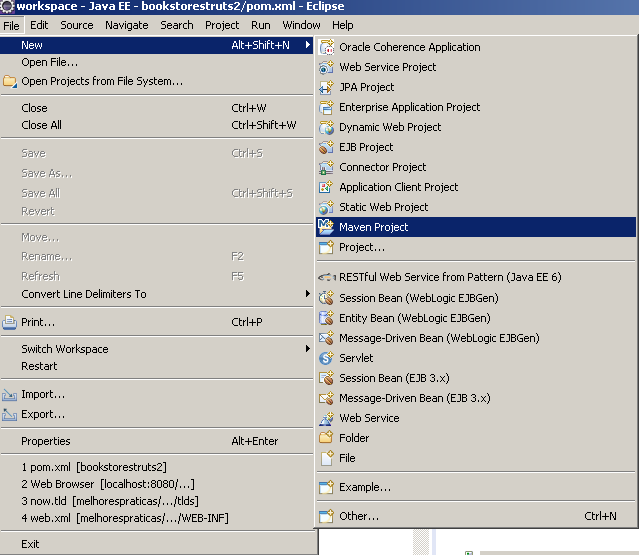 workspace - Java EE - bookstorestruts2/pom.xml - Eclipse
File Edit Source Navigate Search Project Run Window Help
New Alt+Shift+N
Open File...
Open Projects from File System...
Close Ctrl+W
Close All Ctrl+Shift+W
Save Ctrl+S
Save As...
Save All Ctrl+Shift+S
Revert
Move...
Rename... F2
Refresh F5
Convert Line Delimiters To
Print... Ctrl+P
Switch Workspace
Restart
Import...
Export...
Properties Alt+Enter
1 pom.xml [bookstorestruts2]
2 Web Browser [localhost:8080/...]
3 now.tld [melhorespraticas/.../tlds]
4 web.xml [melhorespraticas/.../WEB-INF]
Exit
Oracle Coherence Application
Web Service Project
JPA Project
Enterprise Application Project
Dynamic Web Project
EJB Project
Connector Project
Application Client Project
Static Web Project
Maven Project
Project...
RESTful Web Service from Pattern (Java EE 6)
Session Bean (WebLogic EJBGen)
Entity Bean (WebLogic EJBGen)
Message-Driven Bean (WebLogic EJBGen)
Servlet
Session Bean (EJB 3.x)
Message-Driven Bean (EJB 3.x)
Web Service
Folder
File
Example...
Other... Ctrl+N